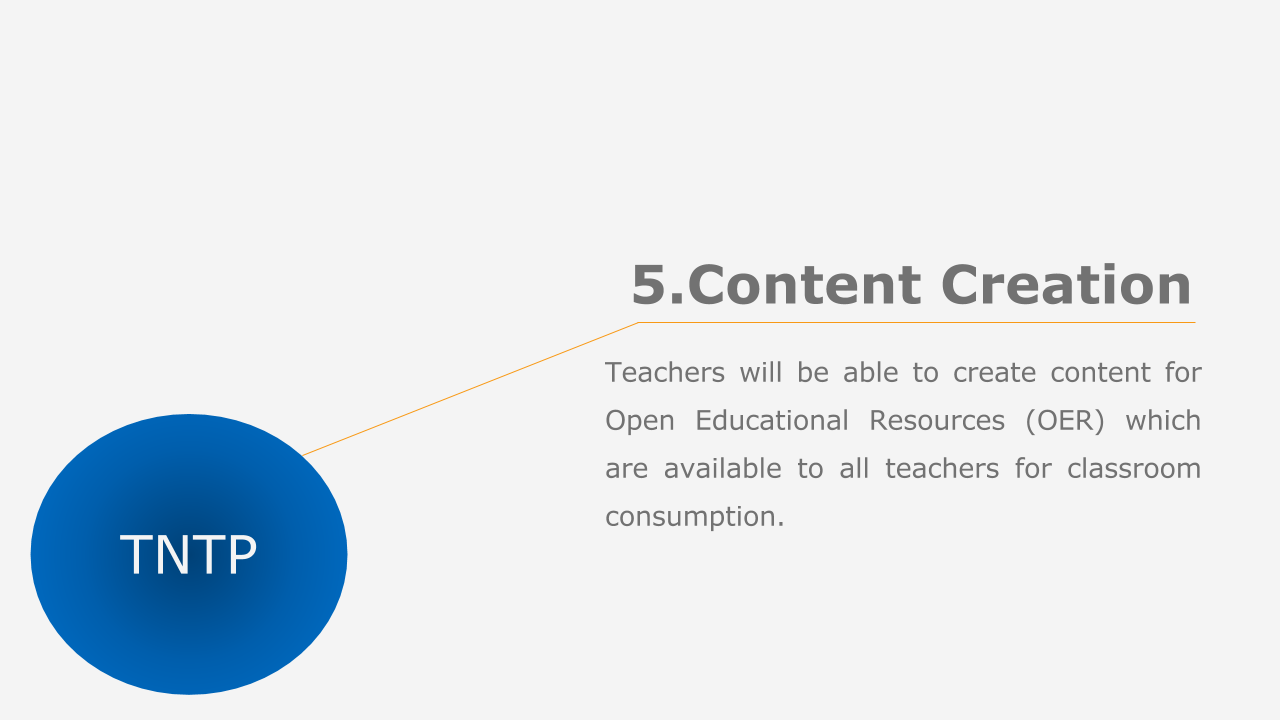 5.Content Creation
Teachers will be able to create content for
Open Educational Resources (OER) which
are available to all teachers for classroom
consumption.
TNTP